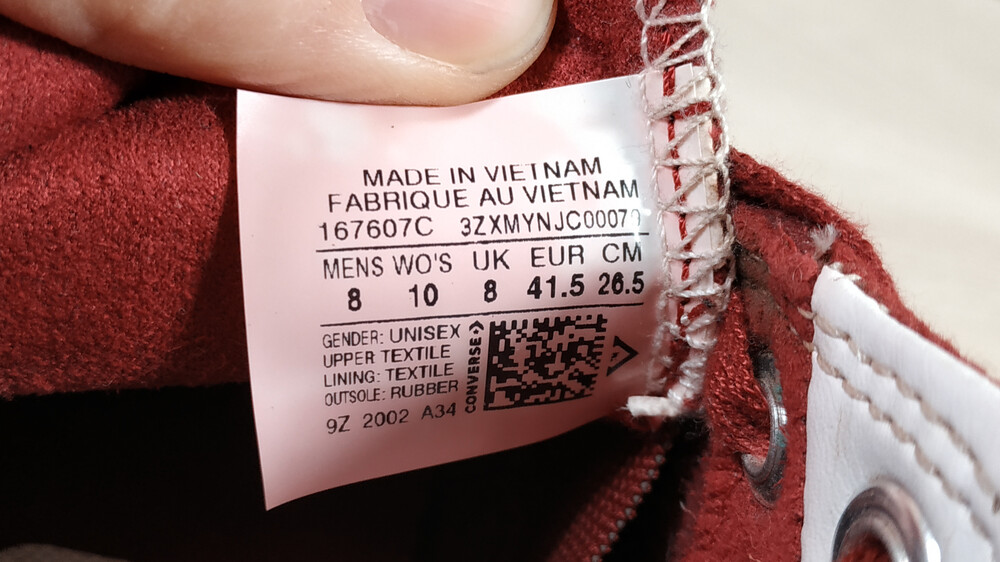 MADE IN VIETNAM
FABRIQUE AU VIETNAM
167607C 3ZXMYNJC00070
MENS WO'S UK EUR CM
8 10 8 41.5 26.5
GENDER: UNISEX
UPPER TEXTILE
LINING: TEXTILE
OUTSOLE: RUBBER
9Z 2002 A34
CONVERSE